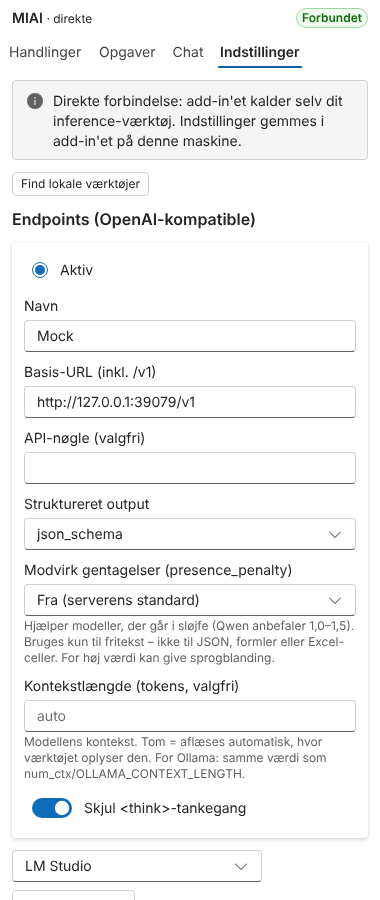 MIAI · direkte
Forbundet
Handlinger Opgaver Chat Indstillinger
Direkte forbindelse: add-in'et kalder selv dit
inference-værktøj. Indstillinger gemmes i
add-in'et på denne maskine.
Find lokale værktøjer
Endpoints (OpenAI-kompatible)
Aktiv
Navn
Mock
Basis-URL (inkl. /v1)
http://127.0.0.1:39079/v1
API-nøgle (valgfri)
Struktureret output
json_schema
Modvirk gentagelser (presence_penalty)
Fra (serverens standard)
Hjælper modeller, der går i sløjfe (Qwen anbefaler 1,0–1,5).
Bruges kun til fritekst – ikke til JSON, formler eller Excel-
celler. For høj værdi kan give sprogblanding.
Kontekstlængde (tokens, valgfri)
auto
Modellens kontekst. Tom = aflæses automatisk, hvor
værktøjet oplyser den. For Ollama: samme værdi som
num_ctx/OLLAMA_CONTEXT_LENGTH.
Skjul <think>-tankegang
LM Studio